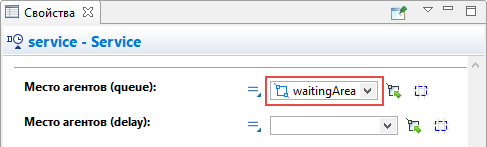 Свойства
service - Service
Место агентов (queue): waitingArea
Место агентов (delay):